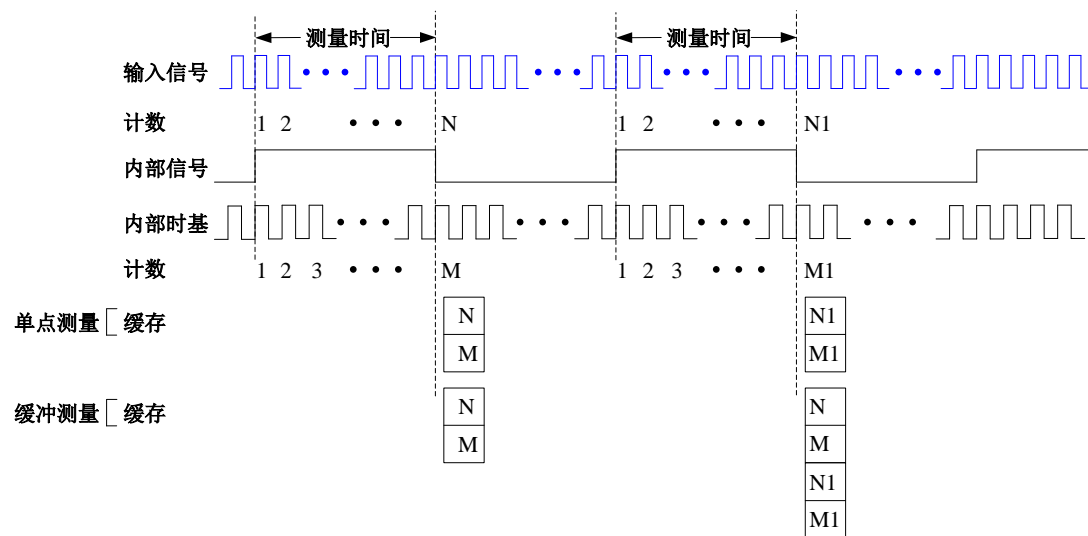 测量时间 测量时间
输入信号
计数 1 2 • • • N 1 2 • • • N1
内部信号
内部时基
计数 1 2 3 • • • M 1 2 3 • • • M1
单点测量 缓存 N N1
M M1
缓冲测量 缓存 N N
M M
N1
M1